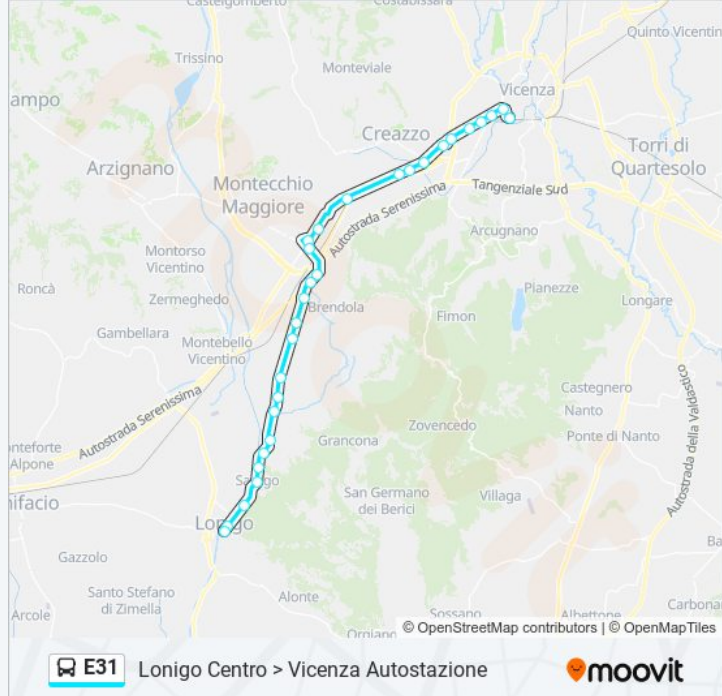 Castelgomberto
Costabissara
Quinto Vicentin
Trissino
Monteviale
Vicenza
ampo
Creazzo
Torri di
Quartesolo
Arzignano
Montecchio
Maggiore
Tangenziale Sud
Autostrada Serenissima
Arcugnano
Montorso
Vicentino
Roncà
Zermeghedo
Brendola
Pianezze
Longare
Fimon
Gambellara
Montebello
Vicentino
Autostrada Serenissima
Castegnero
Nanto
Autostrada della Valdastico
onteforte
Alpone
Grancona
Zovencedo
Ponte di Nanto
Sarego
San Germano
dei Berici
Villaga
nifacio
Lonigo
Ba
Gazzolo
Santo Stefano
di Zimella
Alonte
Carbona
Arcole
Sossano
Albettone
Orgiano
© OpenStreetMap contributors | © OpenMapTiles
E31 Lonigo Centro > Vicenza Autostazione
moovit